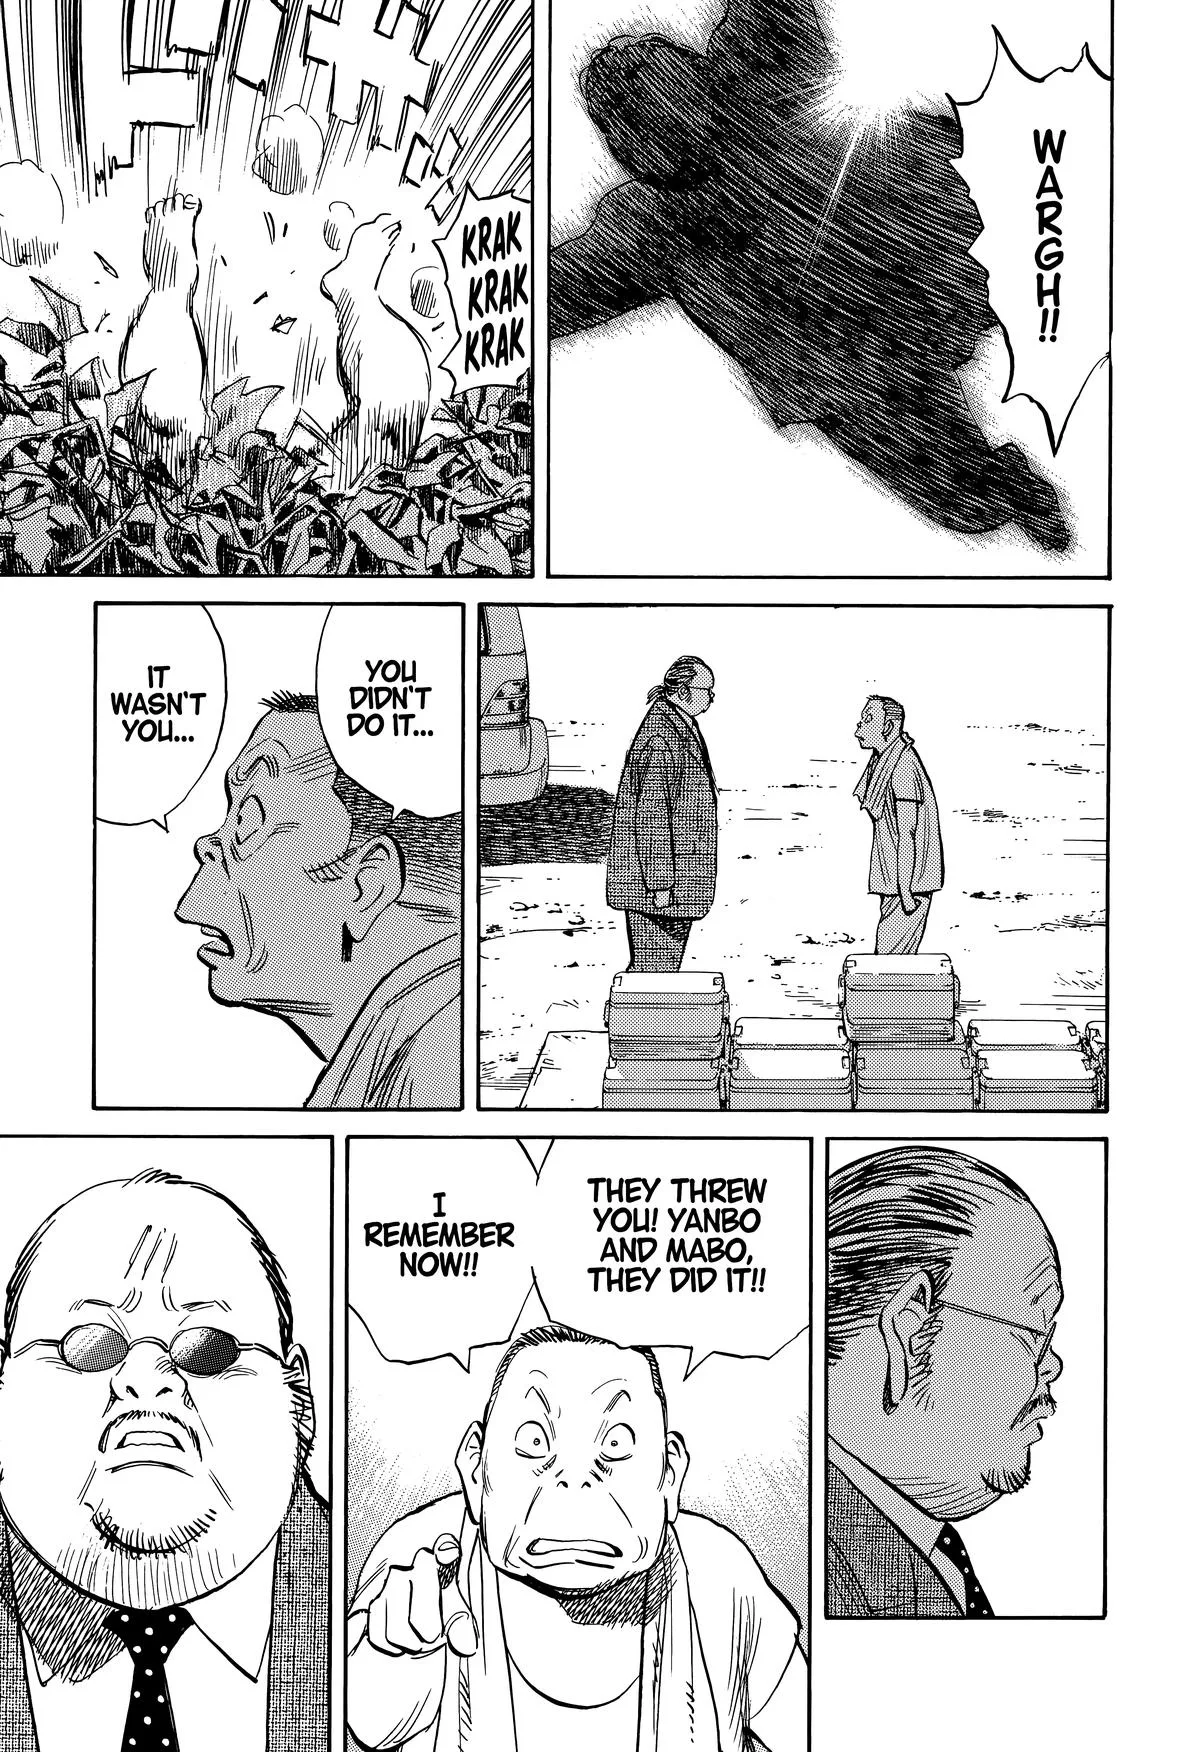 WARGH!!
KRAK
KRAK
KRAK
YOU
DIDN'T
DO IT...
IT
WASN'T
YOU...
THEY THREW
YOU! YANBO
AND MABO,
THEY DID IT!!
I
REMEMBER
NOW!!